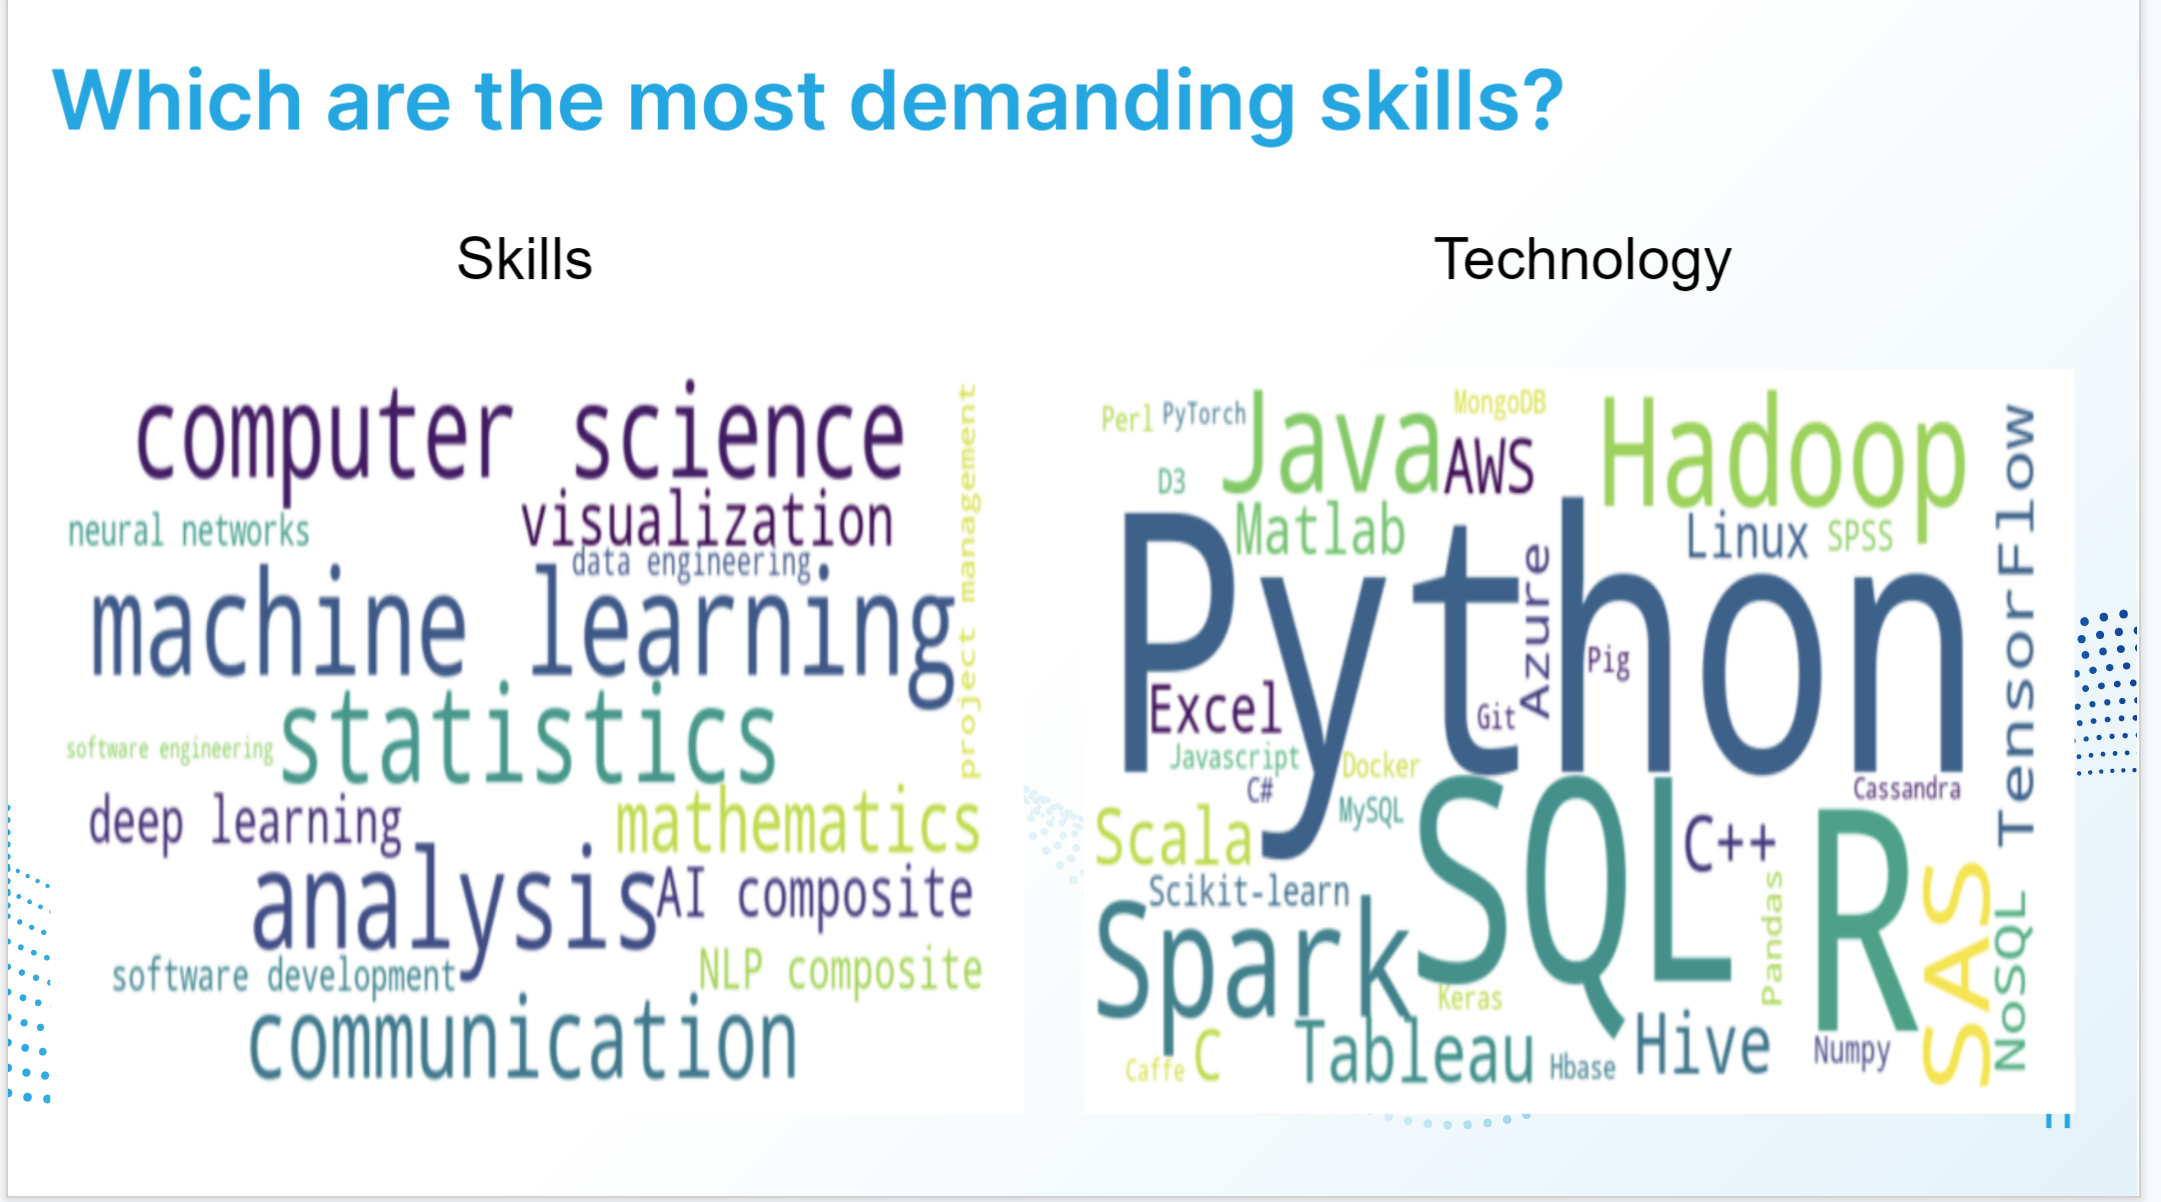 Which are the most demanding skills?
Skills
computer science
neural networks
visualization
data engineering
machine learning
project management
statistics
software engineering
deep learning
mathematics
analysis
AI composite
software development
NLP composite
communication
Technology
Perl
PyTorch
Java
MongoDB
AWS
Hadoop
D3
Matlab
Linux
SPSS
TensorFlow
Python
Azure
Pig
Excel
Git
Javascript
Docker
C#
MySQL
Cassandra
Scala
SQL
C++
R
Scikit-learn
Pandas
SAS
NoSQL
Spark
Keras
C
Caffe
Tableau
Hbase
Hive
Numpy